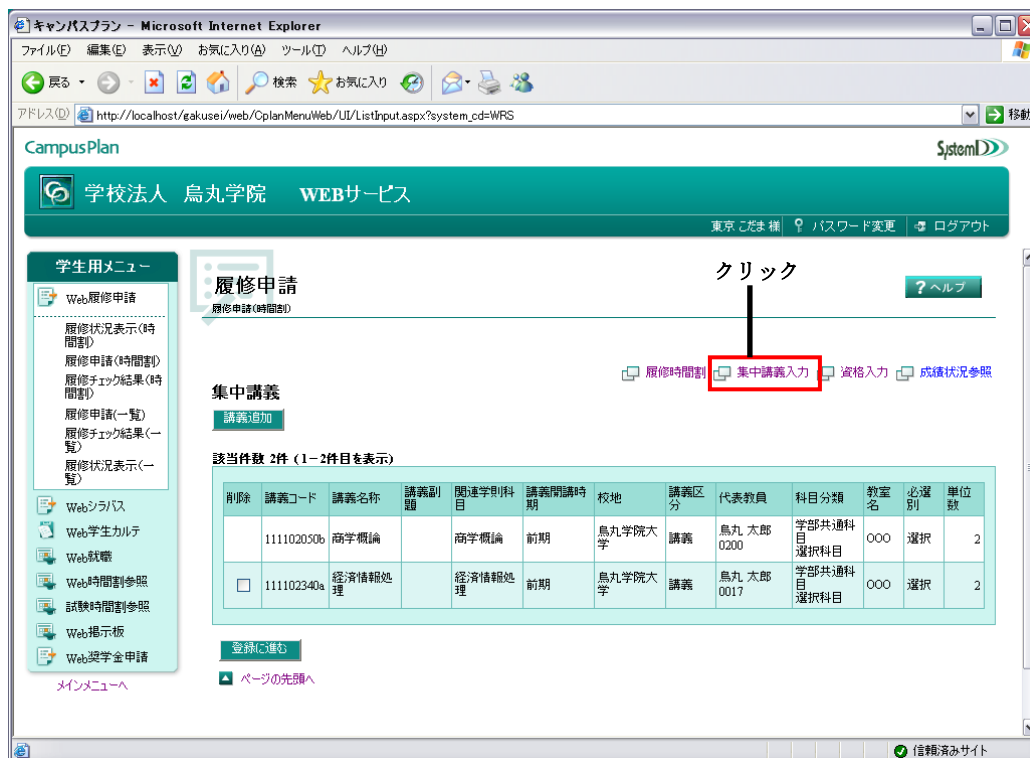 キャンパスプラン - Microsoft Internet Explorer
ファイル(F) 編集(E) 表示(V) お気に入り(A) ツール(T) ヘルプ(H)
戻る 検索 お気に入り
アドレス(D) http://localhost/gakusei/web/CplanMenuWeb/UI/ListInput.aspx?system_cd=WRS 移動
CampusPlan SystemD
学校法人 烏丸学院 WEBサービス
東京 こだま 様 パスワード変更 ログアウト
学生用メニュー
Web履修申請
履修状況表示(時
間割)
履修申請(時間割)
履修チェック結果(時
間割)
履修申請(一覧)
履修チェック結果(一
覧)
履修状況表示(一
覧)
Webシラバス
Web学生カルテ
Web就職
Web時間割参照
試験時間割参照
Web掲示板
Web奨学金申請
メインメニューへ
履修申請
履修申請(時間割)
クリック
? ヘルプ
履修時間割 集中講義入力 資格入力 成績状況参照
集中講義
講義追加
該当件数 2件 (1-2件目を表示)
削除 講義コード 講義名称 講義副題 関連学則科目 講義開講時期 校地 講義区分 代表教員 科目分類 教室名 必選別 単位数
111102050b 商学概論 商学概論 前期 烏丸学院大学 講義 烏丸 太郎 0200 学部共通科目 選択科目 000 選択 2
111102340a 経済情報処理 経済情報処理 前期 烏丸学院大学 講義 烏丸 太郎 0017 学部共通科目 選択科目 000 選択 2
登録に進む
ページの先頭へ
信頼済みサイト